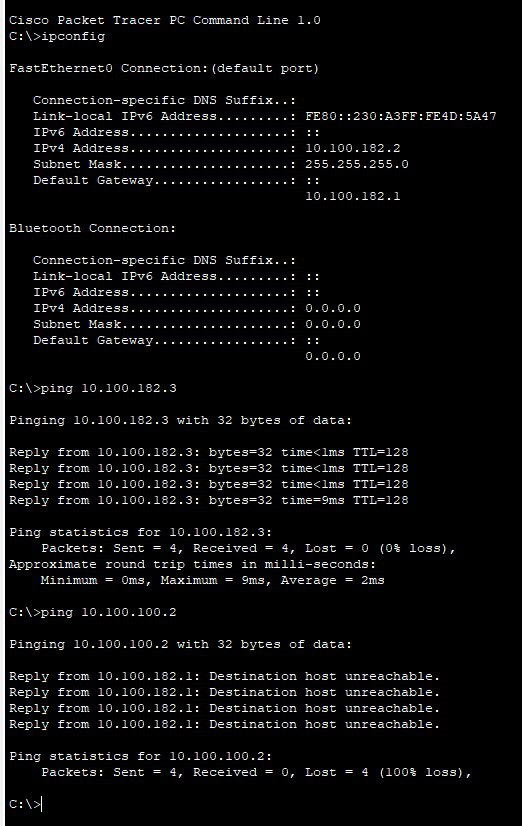 Cisco Packet Tracer PC Command Line 1.0
C:\>ipconfig
FastEthernet0 Connection:(default port)
Connection-specific DNS Suffix..:
Link-local IPv6 Address.........: FE80::230:A3FF:FE4D:5A47
IPv6 Address....................: ::
IPv4 Address....................: 10.100.182.2
Subnet Mask.....................: 255.255.255.0
Default Gateway.................: ::
10.100.182.1
Bluetooth Connection:
Connection-specific DNS Suffix..:
Link-local IPv6 Address.........: ::
IPv6 Address....................: ::
IPv4 Address....................: 0.0.0.0
Subnet Mask.....................: 0.0.0.0
Default Gateway.................: ::
0.0.0.0
C:\>ping 10.100.182.3
Pinging 10.100.182.3 with 32 bytes of data:
Reply from 10.100.182.3: bytes=32 time<1ms TTL=128
Reply from 10.100.182.3: bytes=32 time<1ms TTL=128
Reply from 10.100.182.3: bytes=32 time<1ms TTL=128
Reply from 10.100.182.3: bytes=32 time=9ms TTL=128
Ping statistics for 10.100.182.3:
Packets: Sent = 4, Received = 4, Lost = 0 (0% loss),
Approximate round trip times in milli-seconds:
Minimum = 0ms, Maximum = 9ms, Average = 2ms
C:\>ping 10.100.100.2
Pinging 10.100.100.2 with 32 bytes of data:
Reply from 10.100.182.1: Destination host unreachable.
Reply from 10.100.182.1: Destination host unreachable.
Reply from 10.100.182.1: Destination host unreachable.
Reply from 10.100.182.1: Destination host unreachable.
Ping statistics for 10.100.100.2:
Packets: Sent = 4, Received = 0, Lost = 4 (100% loss),
C:\>